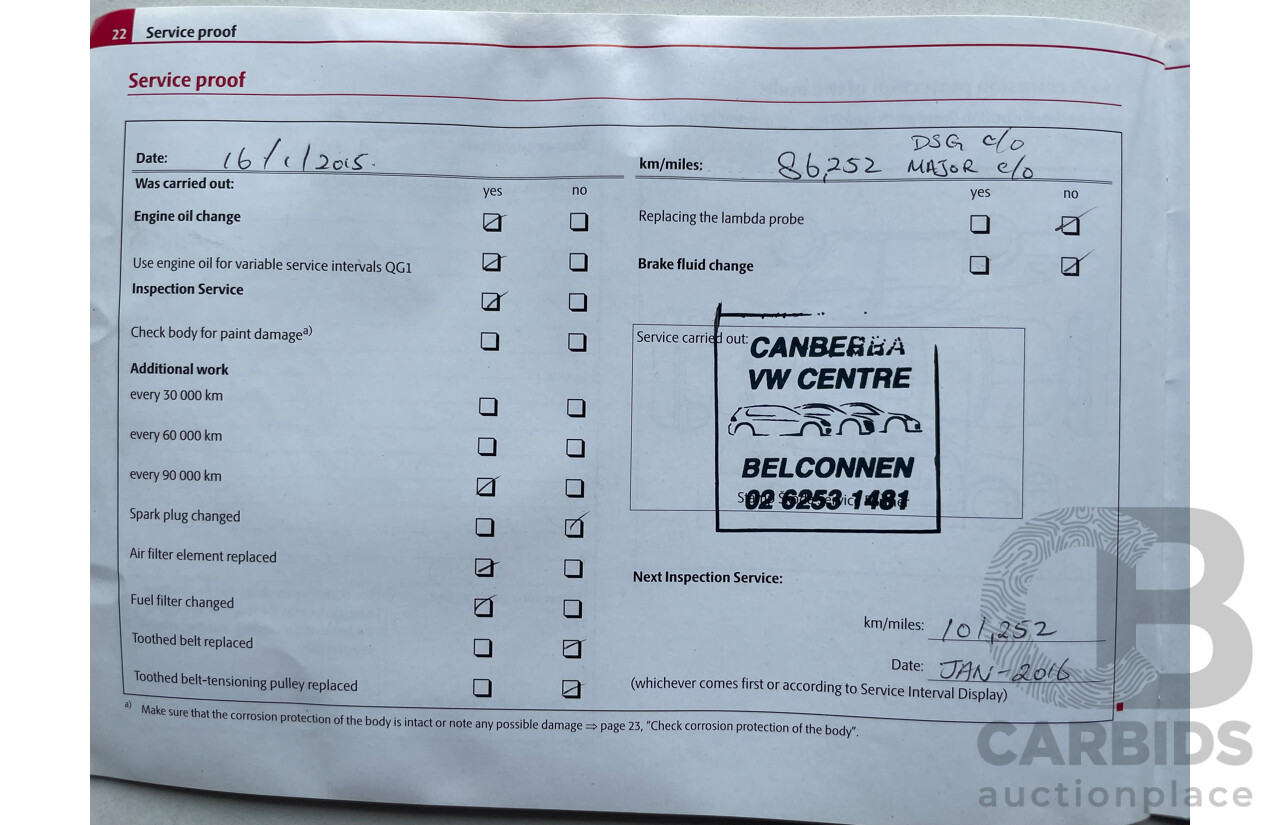 22 Service proof
Service proof
Date: 16/1/2015.
km/miles: 86,252 DSG c/o
MAJOR c/o
Was carried out:
yes no
Engine oil change
Use engine oil for variable service intervals QG1
Inspection Service
Check body for paint damage a)
Additional work
every 30 000 km
every 60 000 km
every 90 000 km
Spark plug changed
Air filter element replaced
Fuel filter changed
Toothed belt replaced
Toothed belt-tensioning pulley replaced
yes no
Replacing the lambda probe
Brake fluid change
Service carried out:
CANBERRA
VW CENTRE
BELCONNEN
02 6253 1481
Next Inspection Service:
km/miles: 101,252
Date: JAN-2016
(whichever comes first or according to Service Interval Display)
a) Make sure that the corrosion protection of the body is intact or note any possible damage ⇒ page 23, "Check corrosion protection of the body".
CB
CARBIDS
auctionplace